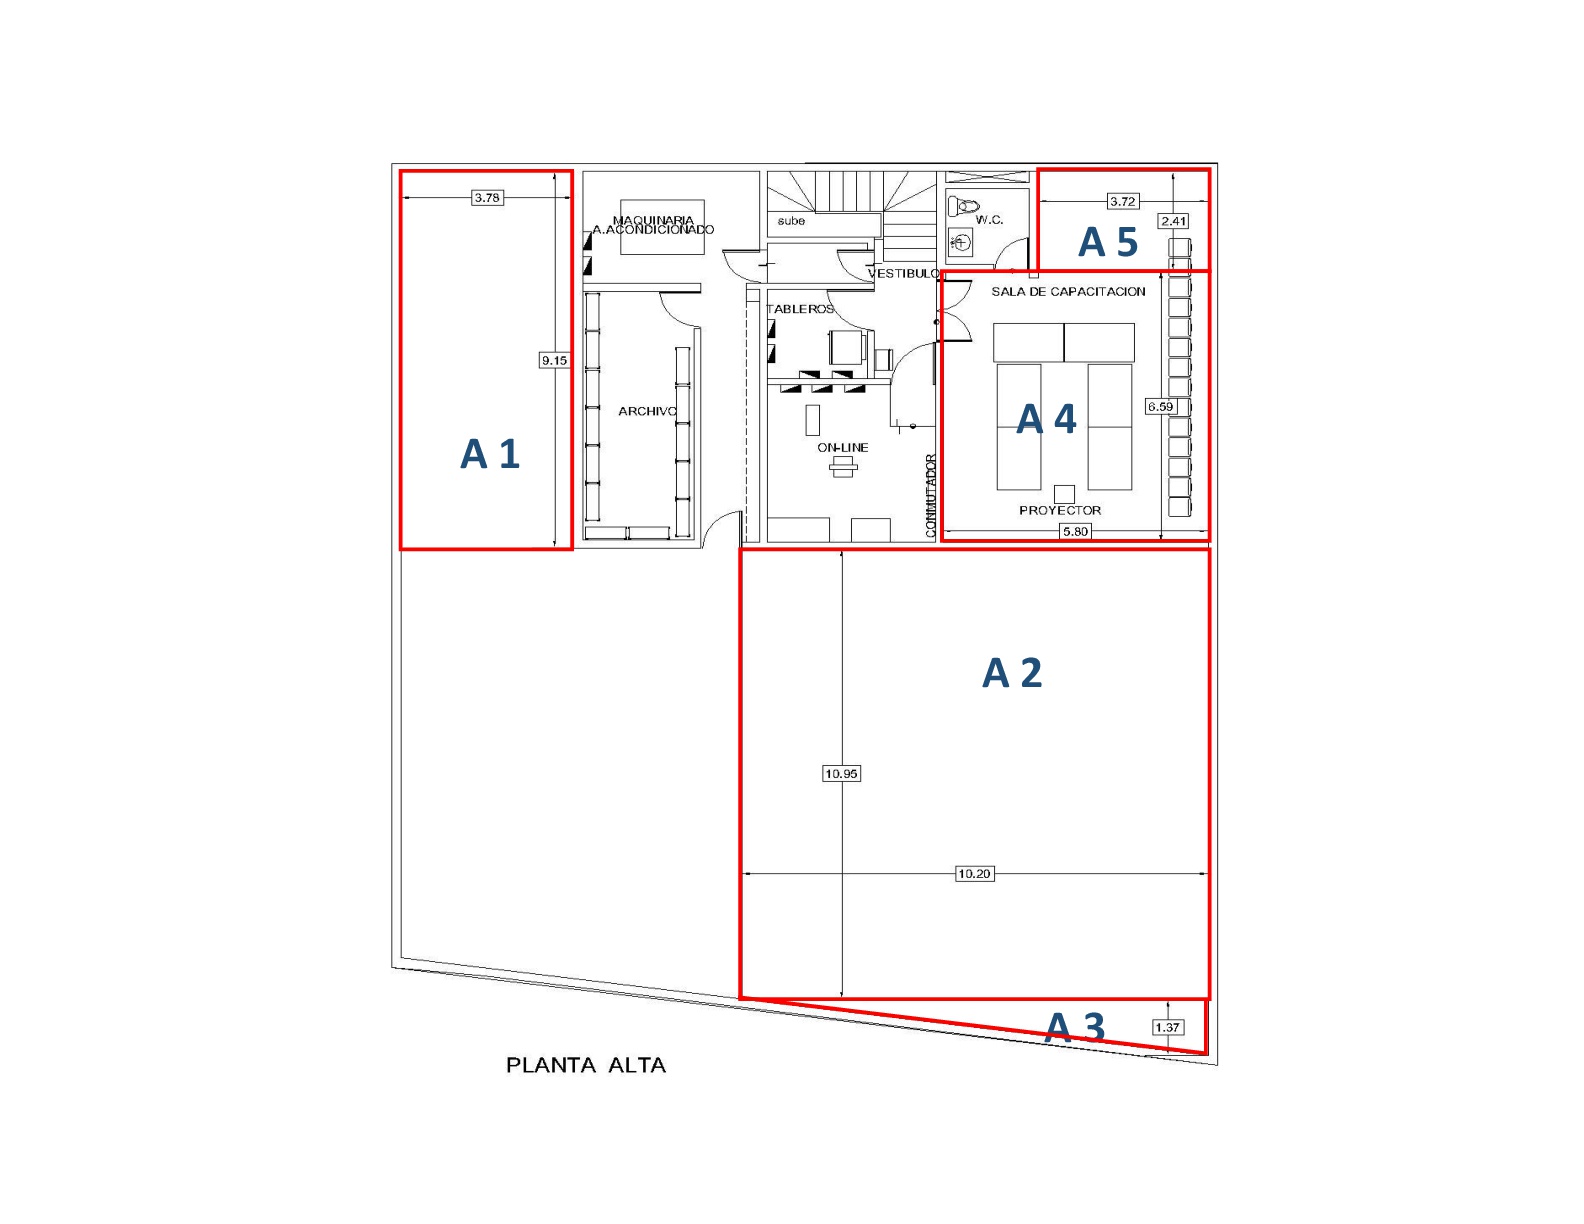 3.78
MAQUINARIA
A.ACONDICIONADO
sube
W.C.
3.72
2.41
A 5
VESTIBULO
SALA DE CAPACITACION
TABLEROS
9.15
ARCHIVO
A 1
ON-LINE
CONMUTADOR
A 4
6.59
PROYECTOR
5.80
A 2
10.95
10.20
A 3
1.37
PLANTA ALTA